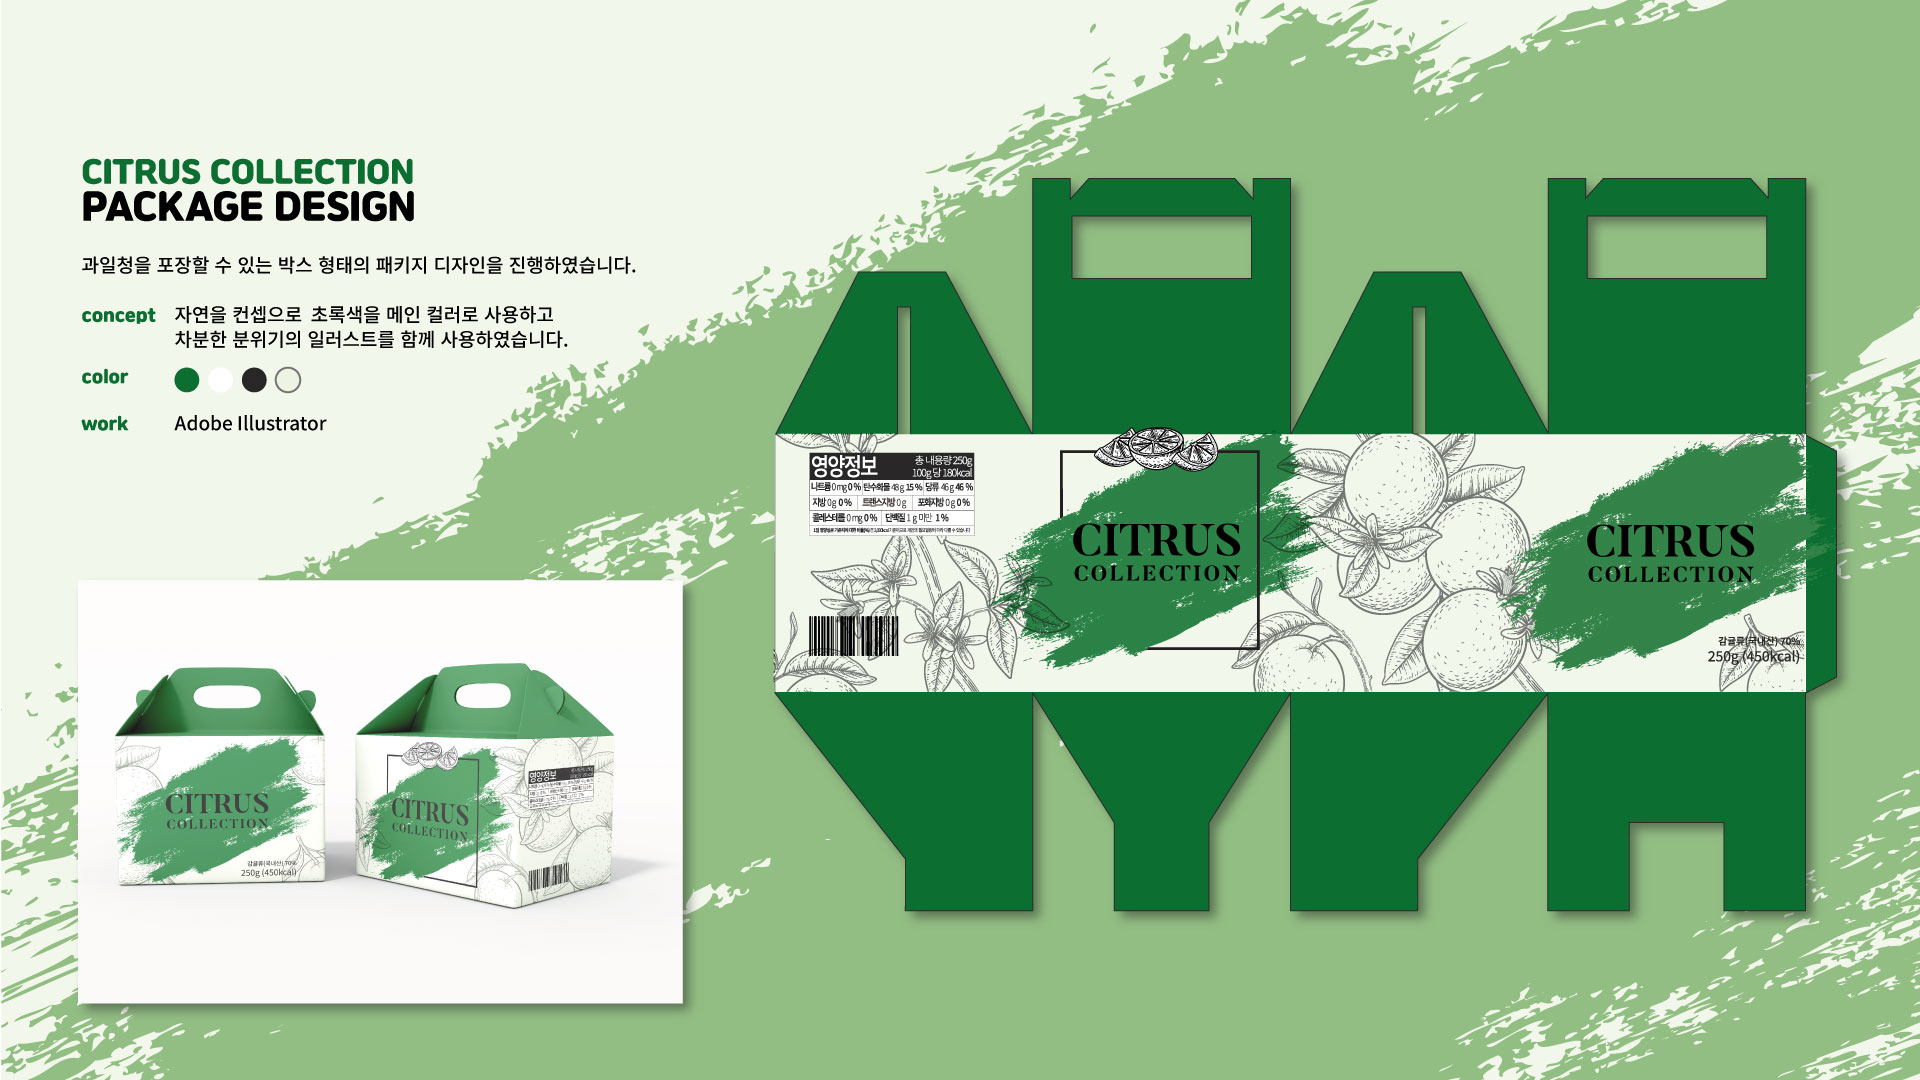 CITRUS COLLECTION
PACKAGE DESIGN
과일청을 포장할 수 있는 박스 형태의 패키지 디자인을 진행하였습니다.
concept 자연을 컨셉으로 초록색을 메인 컬러로 사용하고
차분한 분위기의 일러스트를 함께 사용하였습니다.
color
work Adobe Illustrator
영양정보 총 내용량 250g
100g당 180kcal
나트륨 0mg 0% 탄수화물 48g 15% 당류 46g 46%
지방 0g 0% 트랜스지방 0g 포화지방 0g 0%
콜레스테롤 0mg 0% 단백질 1g 미만 1%
CITRUS
COLLECTION
CITRUS
COLLECTION
감귤류(국내산) 70%
250g (450kcal)
CITRUS
COLLECTION
감귤류(국내산) 70%
250g (450kcal)
CITRUS
COLLECTION
영양정보